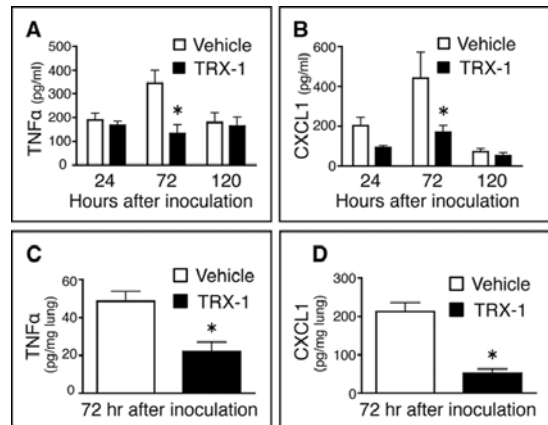 A
Vehicle
TRX-1
TNFα (pg/ml)
500
400
300
200
100
0
*
24 72 120
Hours after inoculation
B
Vehicle
TRX-1
CXCL1 (pg/ml)
600
400
200
0
*
24 72 120
Hours after inoculation
C
Vehicle
TRX-1
TNFα
(pg/mg lung)
60
40
20
0
*
72 hr after inoculation
D
Vehicle
TRX-1
CXCL1
(pg/mg lung)
300
200
100
0
*
72 hr after inoculation